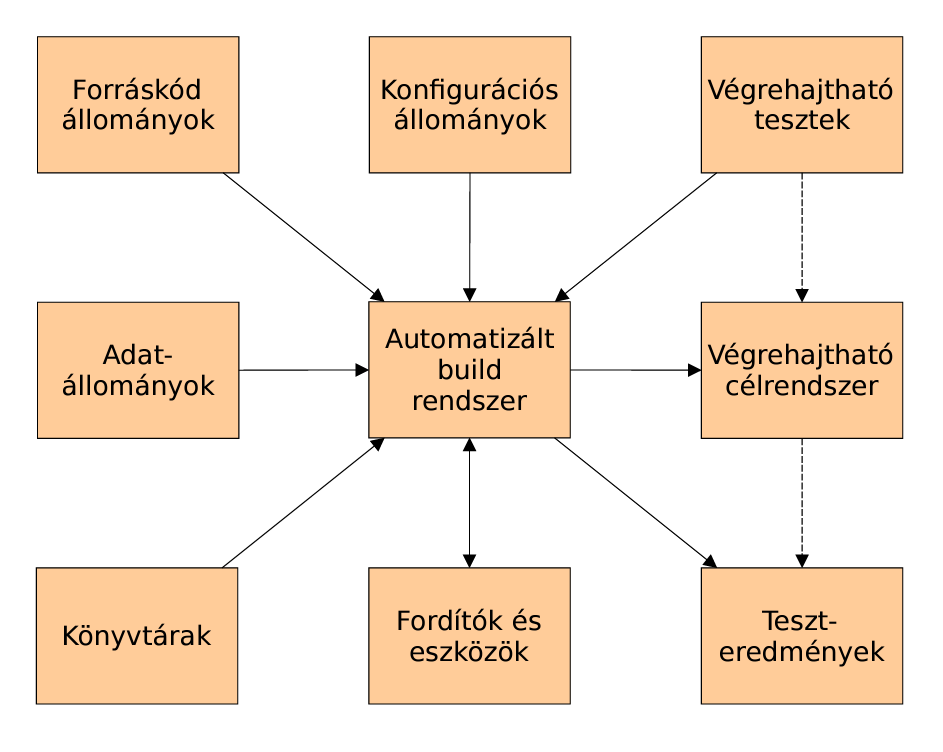 Forráskód
állományok
Konfigurációs
állományok
Végrehajtható
tesztek
Adat-
állományok
Automatizált
build
rendszer
Végrehajtható
célrendszer
Könyvtárak
Fordítók és
eszközök
Teszt-
eredmények